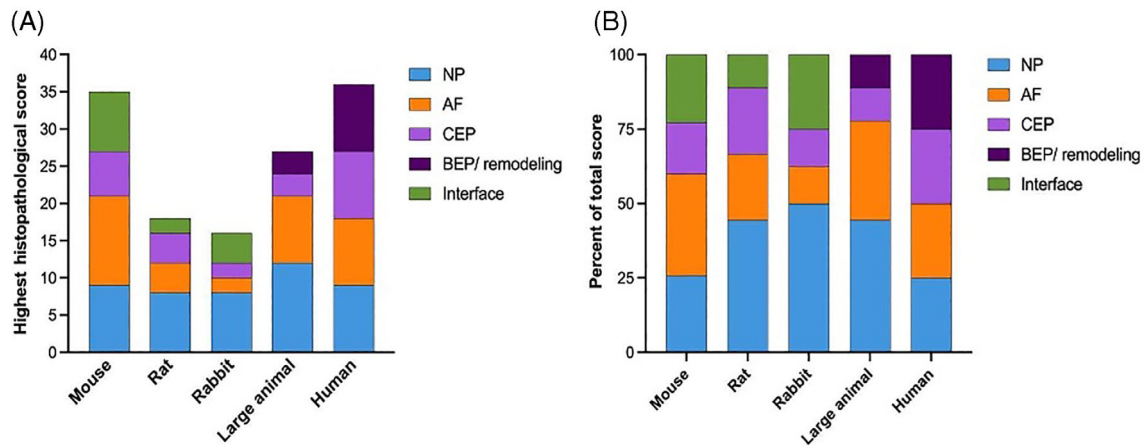 (A)
Highest histopathological score
40
35
30
25
20
15
10
5
0
Mouse
Rat
Rabbit
Large animal
Human
NP
AF
CEP
BEP/ remodeling
Interface
(B)
Percent of total score
100
75
50
25
0
Mouse
Rat
Rabbit
Large animal
Human
NP
AF
CEP
BEP/ remodeling
Interface